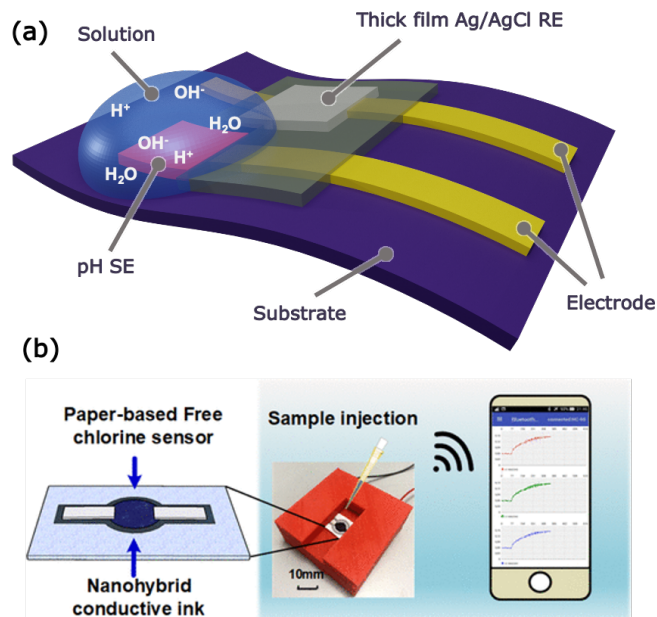 (a)
Solution
Thick film Ag/AgCl RE
OH-
H+
H2O
OH-
H+
H2O
pH SE
Substrate
Electrode
(b)
Paper-based Free
chlorine sensor
Sample injection
Nanohybrid
conductive ink
10mm